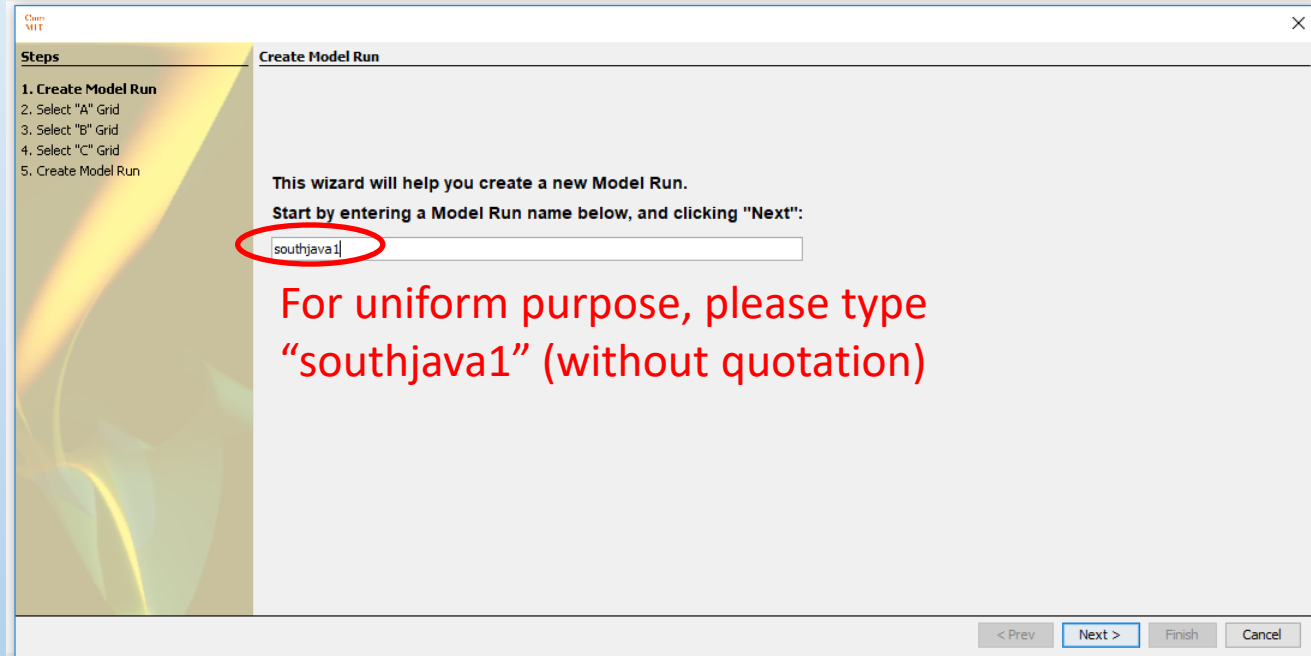 Com
MIT
Steps
Create Model Run
1. Create Model Run
2. Select "A" Grid
3. Select "B" Grid
4. Select "C" Grid
5. Create Model Run
This wizard will help you create a new Model Run.
Start by entering a Model Run name below, and clicking "Next":
southjava1
For uniform purpose, please type
“southjava1” (without quotation)
< Prev
Next >
Finish
Cancel